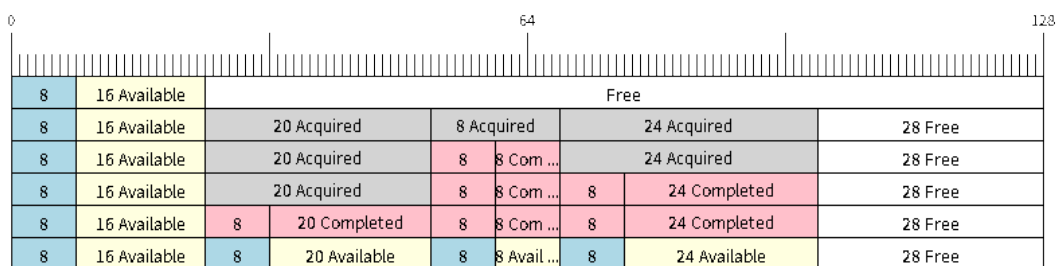 0 64 128
8 16 Available Free
8 16 Available 20 Acquired 8 Acquired 24 Acquired 28 Free
8 16 Available 20 Acquired 8 8 Com ... 24 Acquired 28 Free
8 16 Available 20 Acquired 8 8 Com ... 8 24 Completed 28 Free
8 16 Available 8 20 Completed 8 8 Com ... 8 24 Completed 28 Free
8 16 Available 8 20 Available 8 8 Avail ... 8 24 Available 28 Free